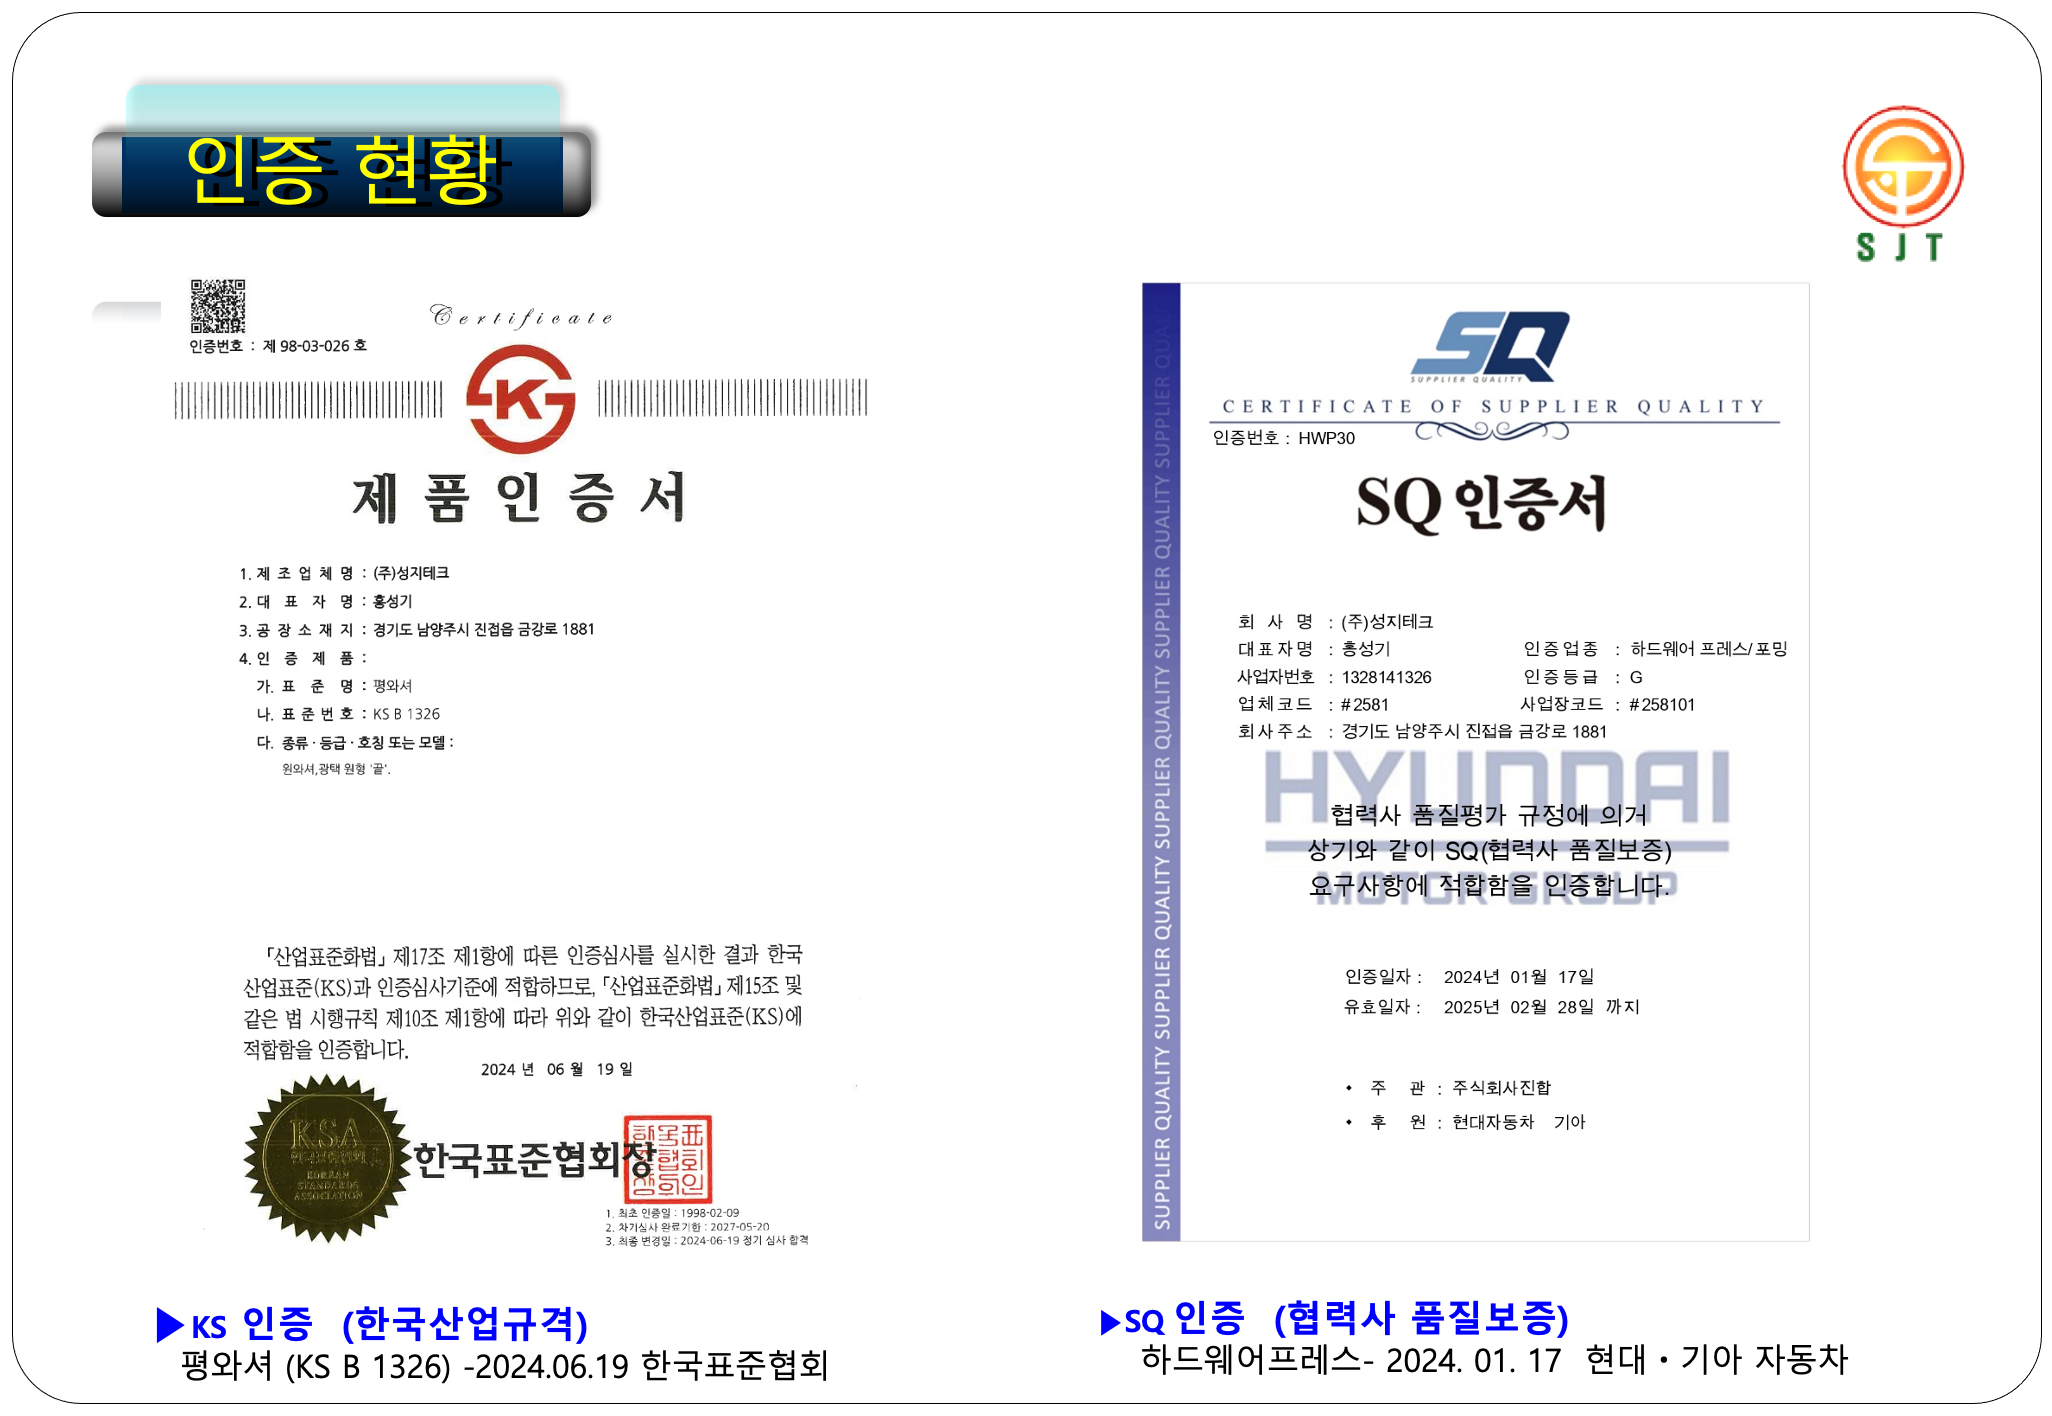 인증 현황
S J T
Certificate
인증번호 : 제 98-03-026 호
K
제 품 인 증 서
1. 제 조 업 체 명 : (주)성지테크
2. 대 표 자 명 : 홍성기
3. 공 장 소 재 지 : 경기도 남양주시 진접읍 금강로 1881
4. 인 증 제 품 :
가. 표 준 명 : 평와셔
나. 표 준 번 호 : KS B 1326
다. 종류 · 등급 · 호칭 또는 모델 :
원와셔,광택 원형 '끝'.
「산업표준화법」 제17조 제1항에 따른 인증심사를 실시한 결과 한국
산업표준(KS)과 인증심사기준에 적합하므로, 「산업표준화법」 제15조 및
같은 법 시행규칙 제10조 제1항에 따라 위와 같이 한국산업표준(KS)에
적합함을 인증합니다.
2024 년 06 월 19 일
KSA
KOREAN
STANDARDS
ASSOCIATION
한국표준협회장
1. 최초 인증일 : 1998-02-09
2. 차기심사 완료기한 : 2027-05-20
3. 최종 변경일 : 2024-06-19 정기 심사 합격
▶KS 인증 (한국산업규격)
평와셔 (KS B 1326) -2024.06.19 한국표준협회
SUPPLIER QUALITY SUPPLIER QUALITY SUPPLIER QUALITY SUPPLIER QUALITY SUPPLIER QUALITY SUPPLIER QUALITY SUPPLIER QUAL
SQ
SUPPLIER QUALITY
CERTIFICATE OF SUPPLIER QUALITY
인증번호 : HWP30
SQ 인증서
회 사 명 : (주)성지테크
대표자명 : 홍성기 인증업종 : 하드웨어 프레스/포밍
사업자번호 : 1328141326 인증등급 : G
업체코드 : #2581 사업장코드 : #258101
회사주소 : 경기도 남양주시 진접읍 금강로 1881
HYUNDAI
MOTOR GROUP
협력사 품질평가 규정에 의거
상기와 같이 SQ(협력사 품질보증)
요구사항에 적합함을 인증합니다.
인증일자 : 2024년 01월 17일
유효일자 : 2025년 02월 28일 까지
• 주 관 : 주식회사진합
• 후 원 : 현대자동차 기아
▶SQ 인증 (협력사 품질보증)
하드웨어프레스- 2024. 01. 17 현대 • 기아 자동차